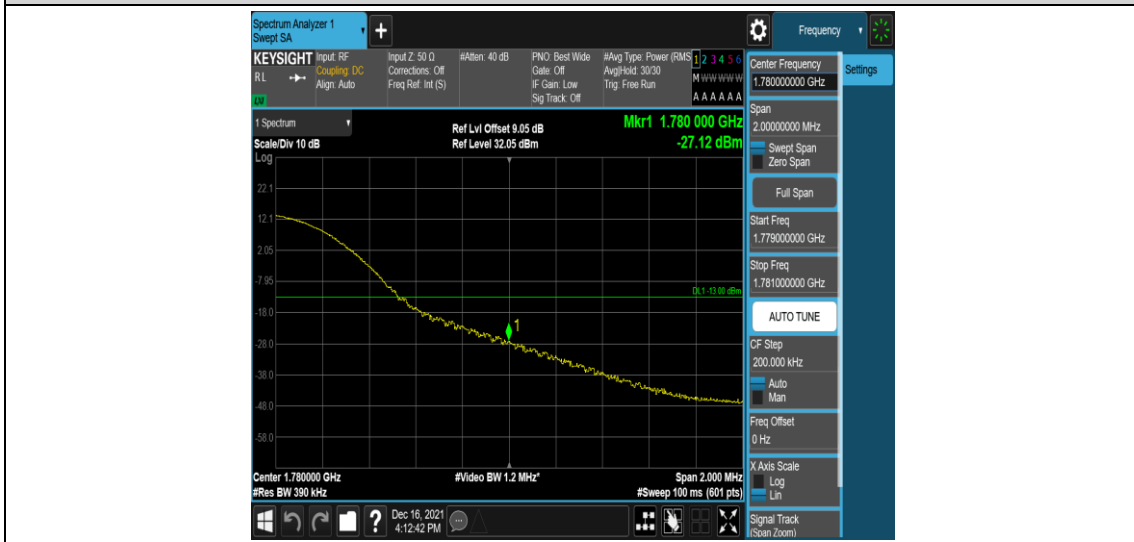 Spectrum Analyzer 1
Swept SA
+
Frequency
KEYSIGHT
RL
LXI
Input: RF
Coupling: DC
Align: Auto
Input Z: 50 Ω
Corrections: Off
Freq Ref: Int (S)
#Atten: 40 dB
PNO: Best Wide
Gate: Off
IF Gain: Low
Sig Track: Off
#Avg Type: Power (RMS
Avg|Hold: 30/30
Trig: Free Run
1 2 3 4 5 6
M W W W W W
A A A A A A
1 Spectrum
Scale/Div 10 dB
Log
Ref Lvl Offset 9.05 dB
Ref Level 32.05 dBm
Mkr1 1.780 000 GHz
-27.12 dBm
22.1
12.1
2.05
-7.95
-18.0
-28.0
-38.0
-48.0
-58.0
DL1 -13.00 dBm
1
Center 1.780000 GHz
#Res BW 390 kHz
#Video BW 1.2 MHz*
Span 2.000 MHz
#Sweep 100 ms (601 pts)
?
Dec 16, 2021
4:12:42 PM
Center Frequency
1.78000000 GHz
Settings
Span
2.00000000 MHz
Swept Span
Zero Span
Full Span
Start Freq
1.779000000 GHz
Stop Freq
1.781000000 GHz
AUTO TUNE
CF Step
200.000 kHz
Auto
Man
Freq Offset
0 Hz
X Axis Scale
Log
Lin
Signal Track
(Span Zoom)